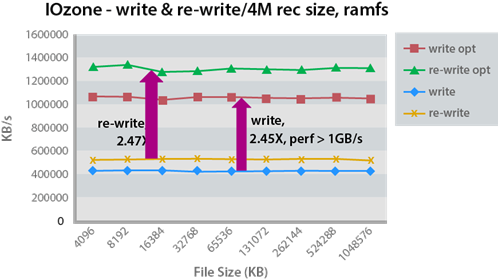 IOzone - write & re-write/4M rec size, ramfs
KB/s
1600000
1400000
1200000
1000000
800000
600000
400000
200000
0
re-write,
2.47X
write,
2.45X, perf > 1GB/s
4096
8192
16384
32768
65536
131072
262144
524288
1048576
File Size (KB)
write opt
re-write opt
write
re-write